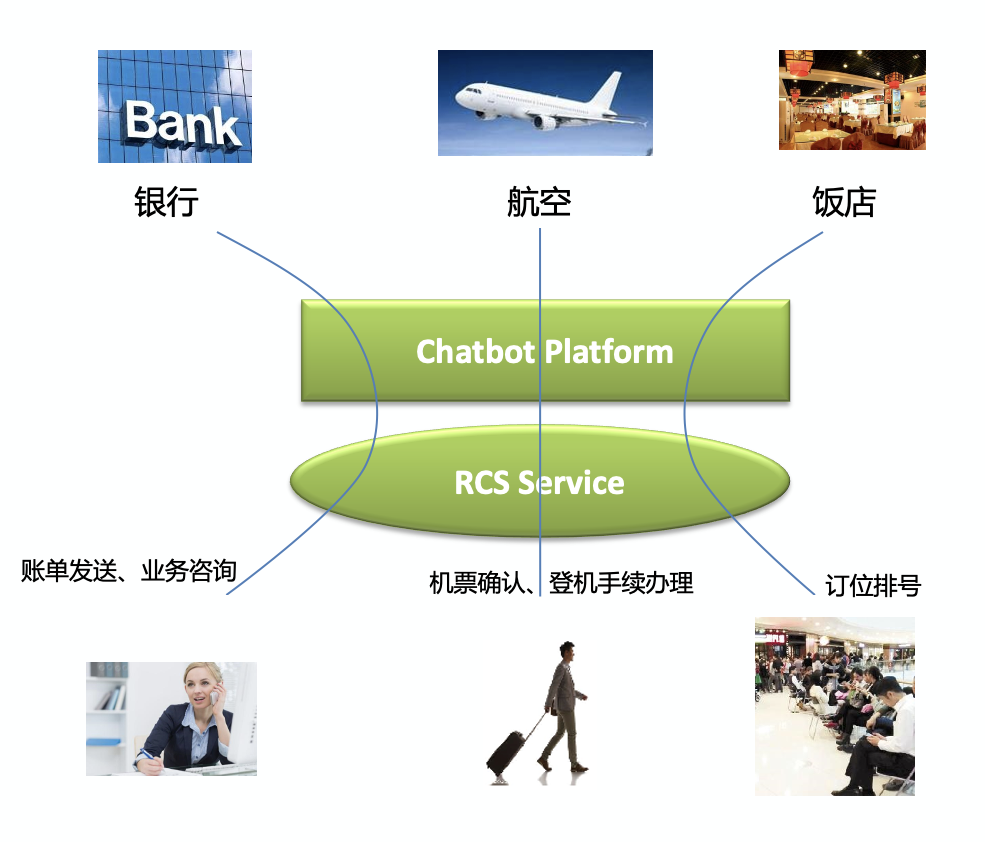 Bank
银行
航空
饭店
Chatbot Platform
RCS Service
账单发送、业务咨询
机票确认、登机手续办理
订位排号